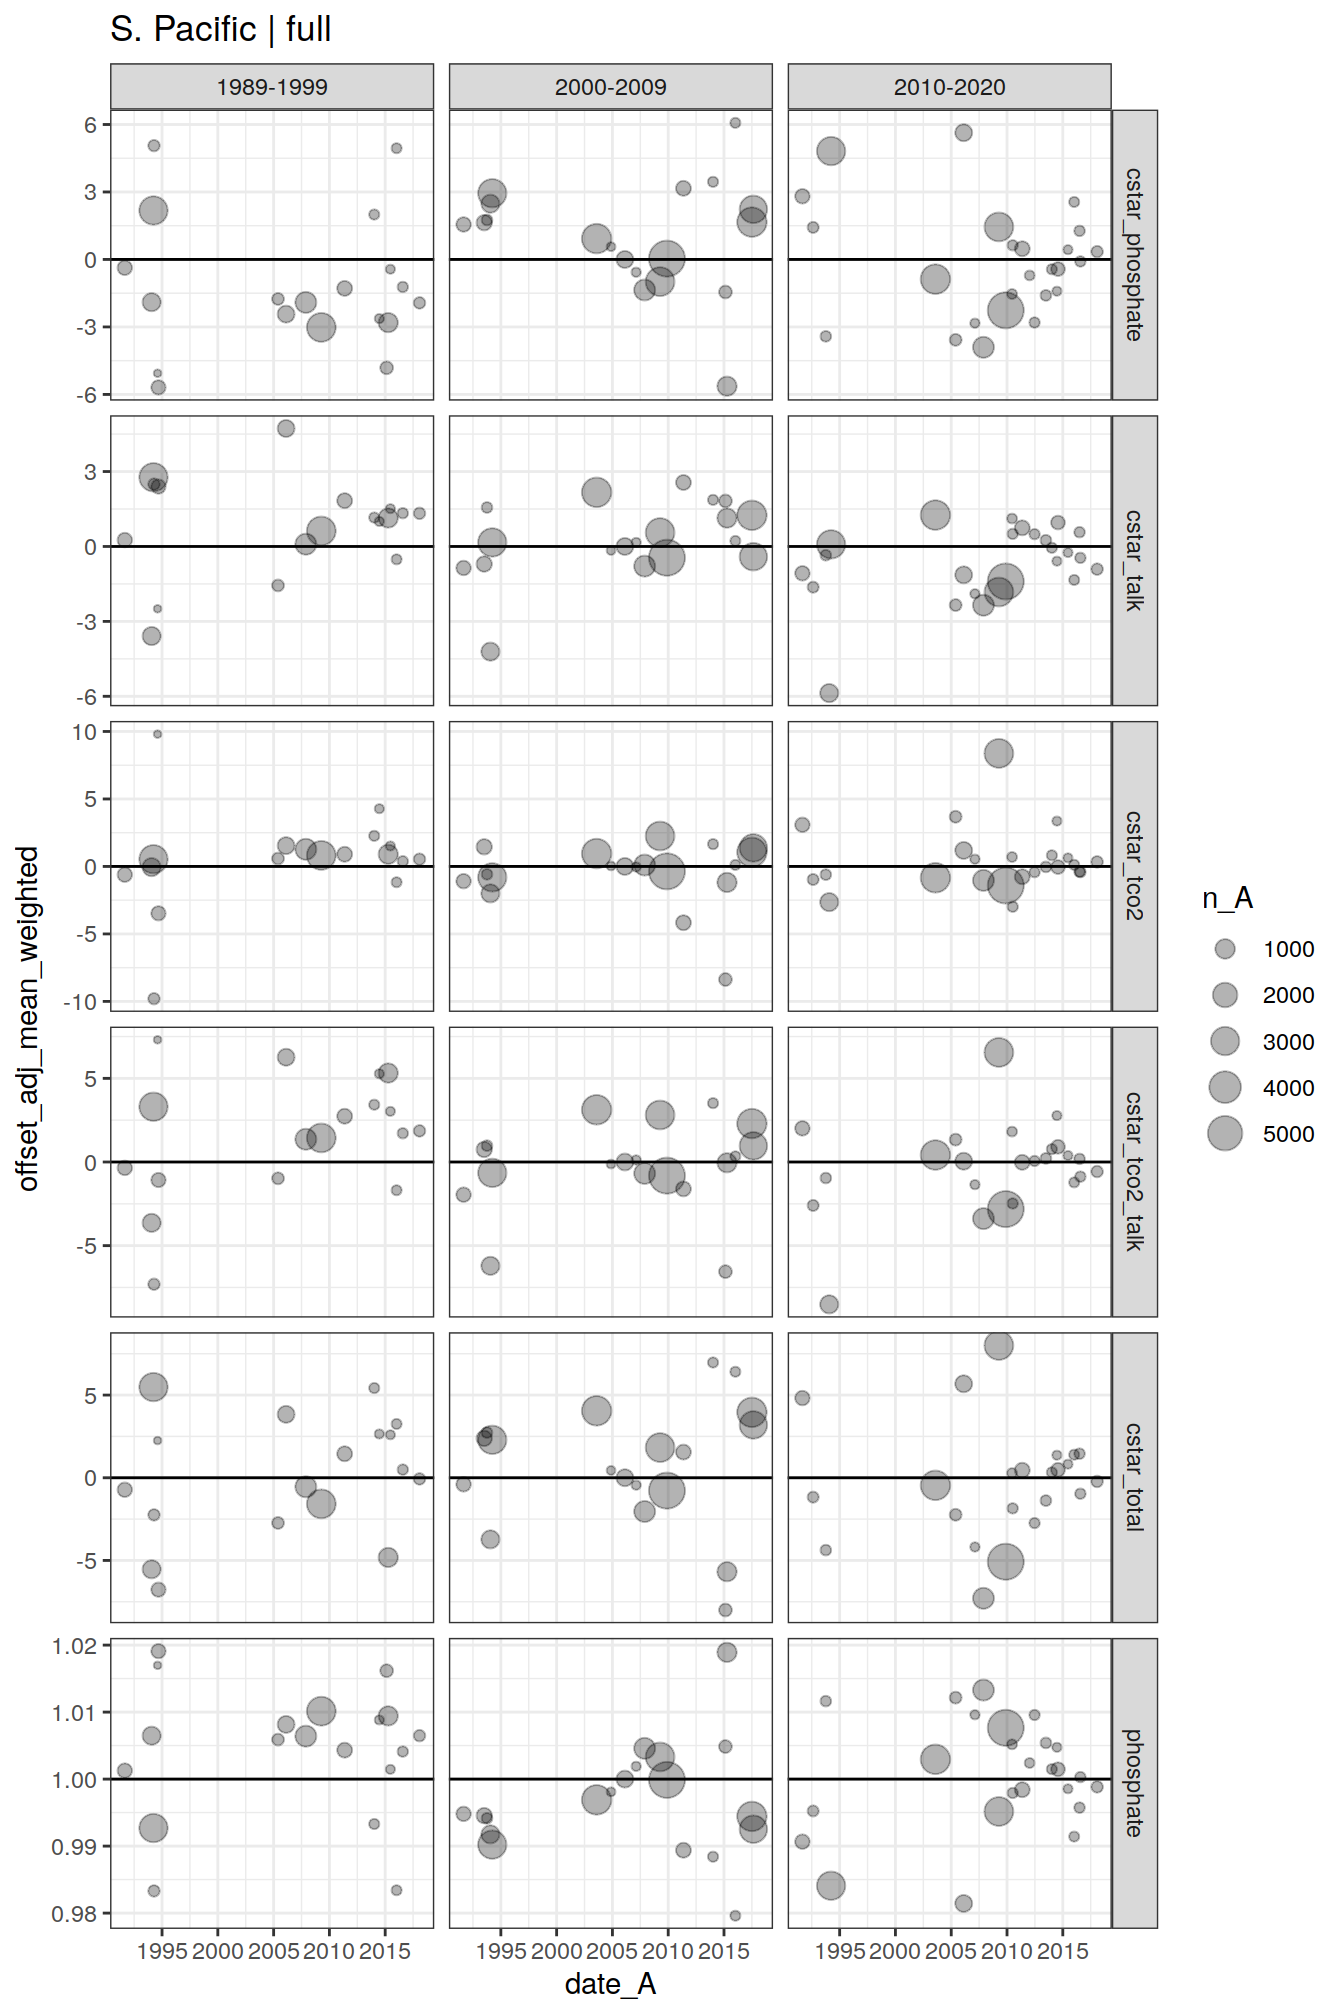 S. Pacific | full
1989-1999 2000-2009 2010-2020
6
3
0
-3
-6
cstar_phosphate
3
0
-3
-6
cstar_talk
10
5
0
-5
-10
cstar_tco2
5
0
-5
cstar_tco2_talk
5
0
-5
cstar_total
1.02
1.01
1.00
0.99
0.98
phosphate
1995 2000 2005 2010 2015 1995 2000 2005 2010 2015 1995 2000 2005 2010 2015
date_A
offset_adj_mean_weighted
n_A
1000
2000
3000
4000
5000